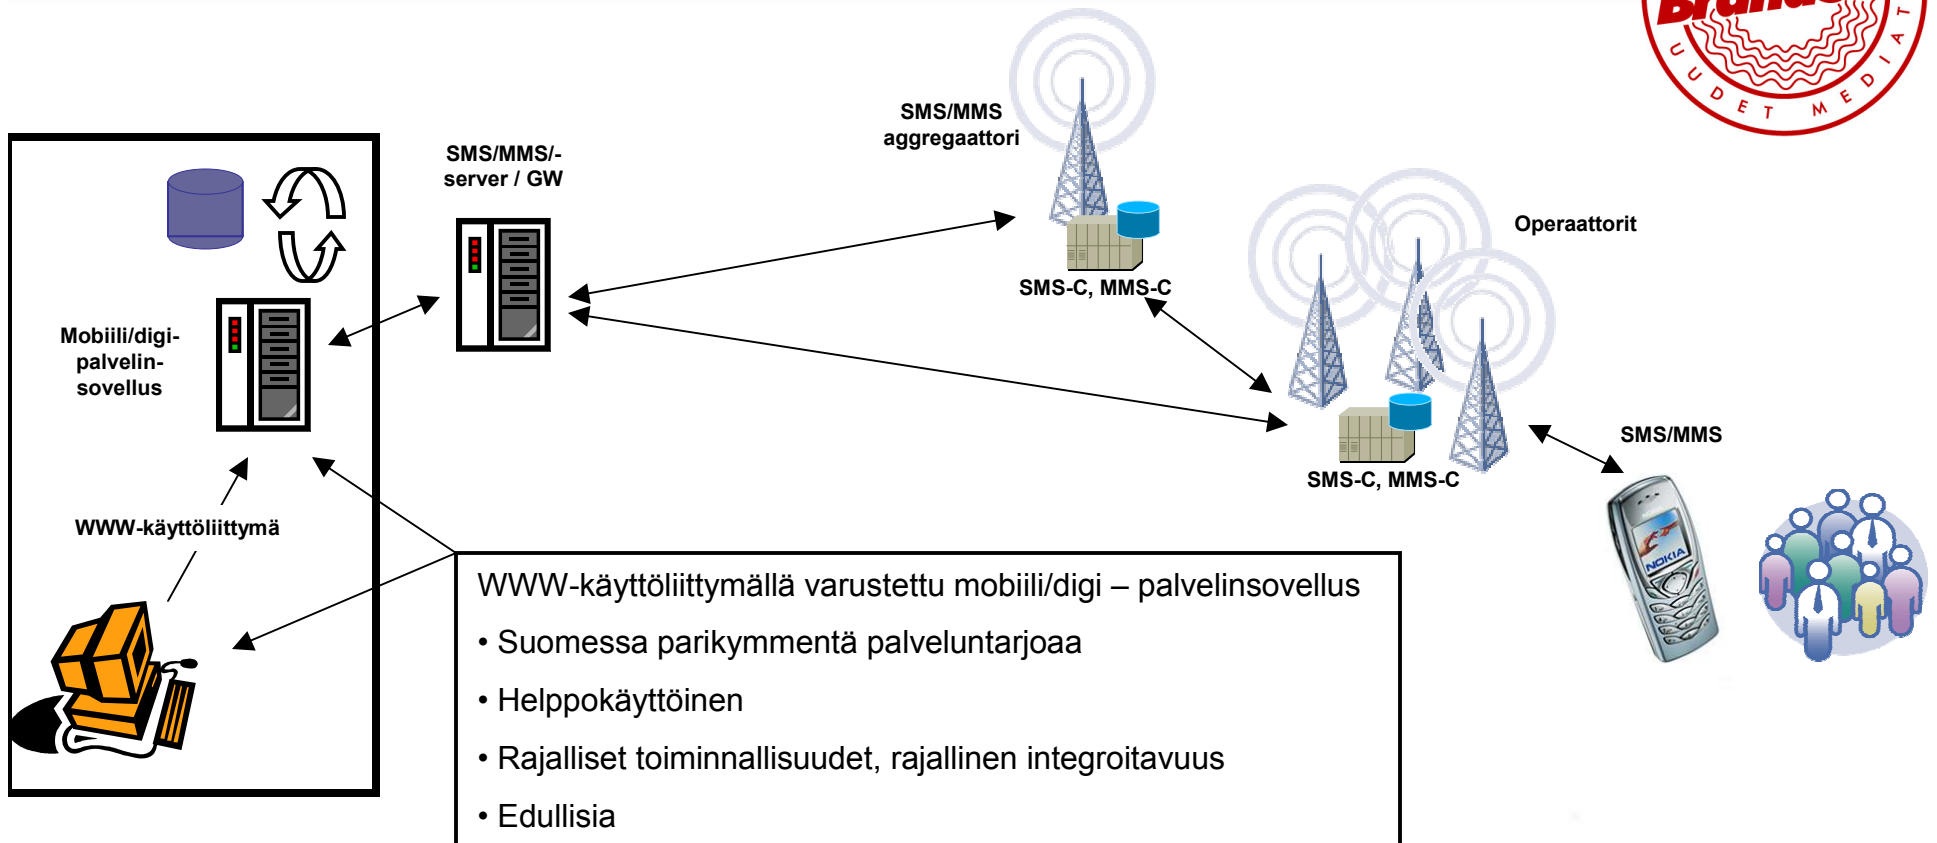 UUDET MEDIAT
SMS/MMS
aggregaattori
SMS/MMS/-
server / GW
Operaattorit
SMS-C, MMS-C
Mobiili/digi-
palvelin-
sovellus
SMS/MMS
SMS-C, MMS-C
WWW-käyttöliittymä
NOKIA
WWW-käyttöliittymällä varustettu mobiili/digi – palvelinsovellus
• Suomessa parikymmentä palveluntarjoaa
• Helppokäyttöinen
• Rajalliset toiminnallisuudet, rajallinen integroitavuus
• Edullisia